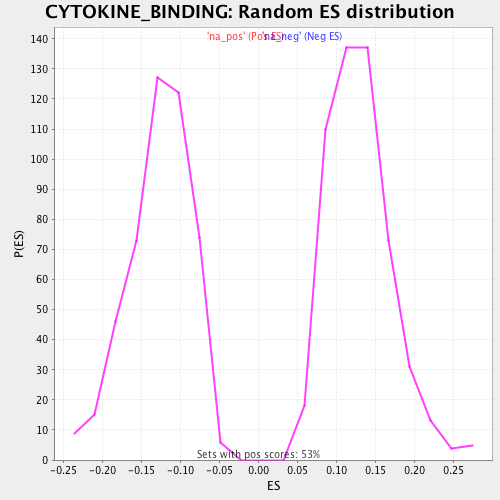 CYTOKINE_BINDING: Random ES distribution
'na_pos' (Pos ES) 'na_neg' (Neg ES)
140
130
120
110
100
90
80
70
60
50
40
30
20
10
0
P(ES)
Sets with pos scores: 53%
-0.25 -0.20 -0.15 -0.10 -0.05 0.00 0.05 0.10 0.15 0.20 0.25
ES